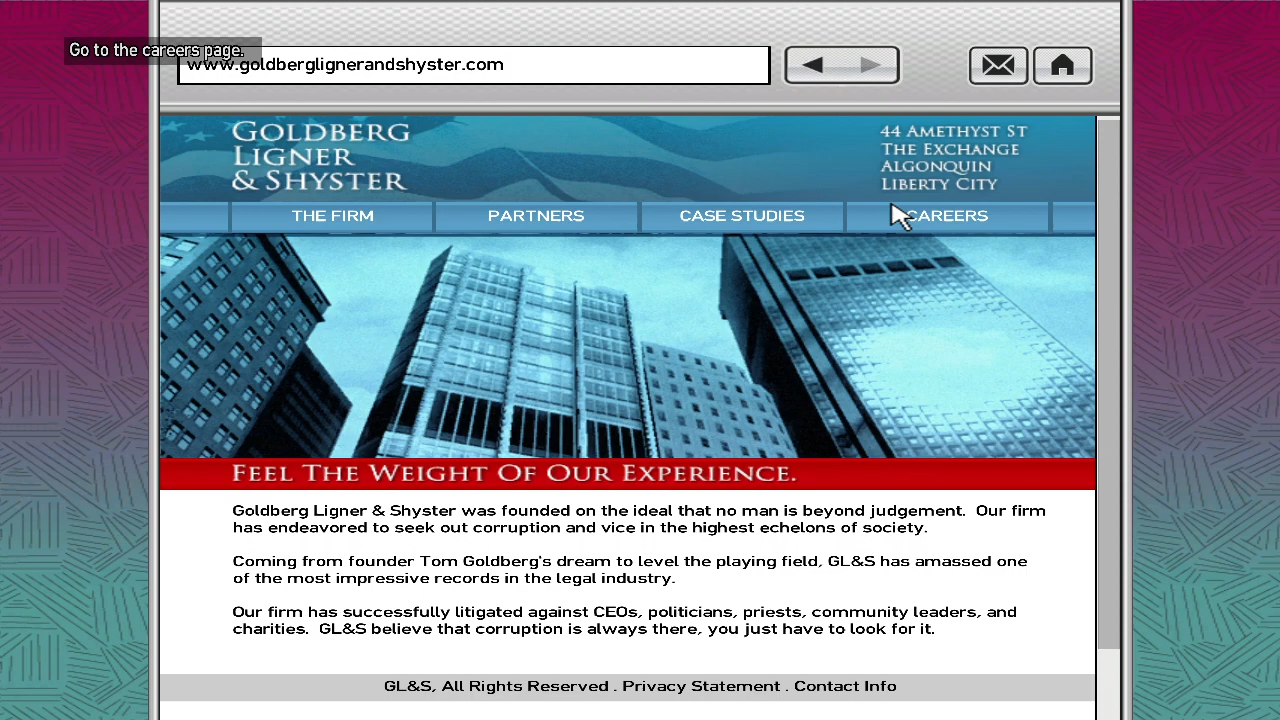 Go to the careers page.
www.goldberglignerandshyster.com
GOLDBERG
LIGNER
& SHYSTER
44 AMETHYST ST
THE EXCHANGE
ALGONQUIN
LIBERTY CITY
THE FIRM
PARTNERS
CASE STUDIES
CAREERS
FEEL THE WEIGHT OF OUR EXPERIENCE.
Goldberg Ligner & Shyster was founded on the ideal that no man is beyond judgement. Our firm
has endeavored to seek out corruption and vice in the highest echelons of society.
Coming from founder Tom Goldberg's dream to level the playing field, GL&S has amassed one
of the most impressive records in the legal industry.
Our firm has successfully litigated against CEOs, politicians, priests, community leaders, and
charities. GL&S believe that corruption is always there, you just have to look for it.
GL&S, All Rights Reserved . Privacy Statement . Contact Info